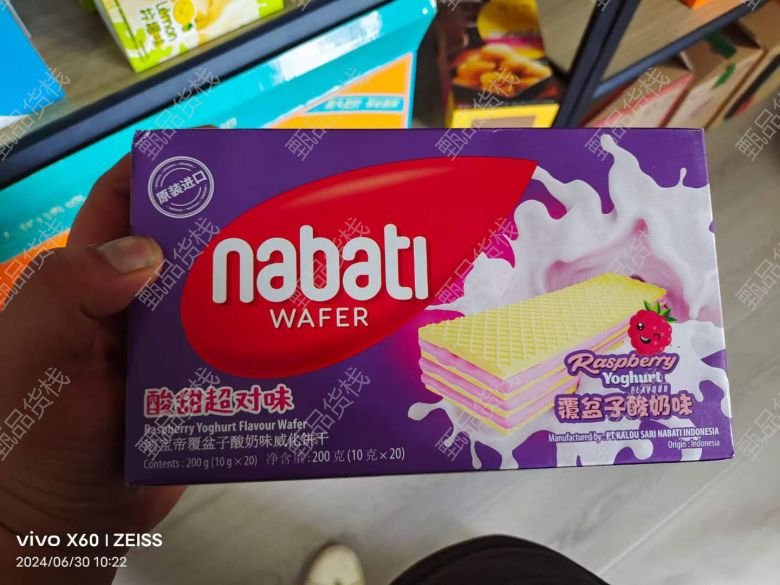 Lemon
原装进口
nabati
WAFER
Raspberry
Yoghurt
FLAVOUR
覆盆子酸奶味
酸甜超对味
Raspberry Yoghurt Flavour Wafer
宝帝覆盆子酸奶味威化饼干
Contents : 200 g (10 g × 20) 净含量: 200 克 (10 克 × 20)
Manufactured by : PT KALDU SARI NABATI INDONESIA
Origin : Indonesia
甄品货栈
vivo X60 | ZEISS
2024/06/30 10:22